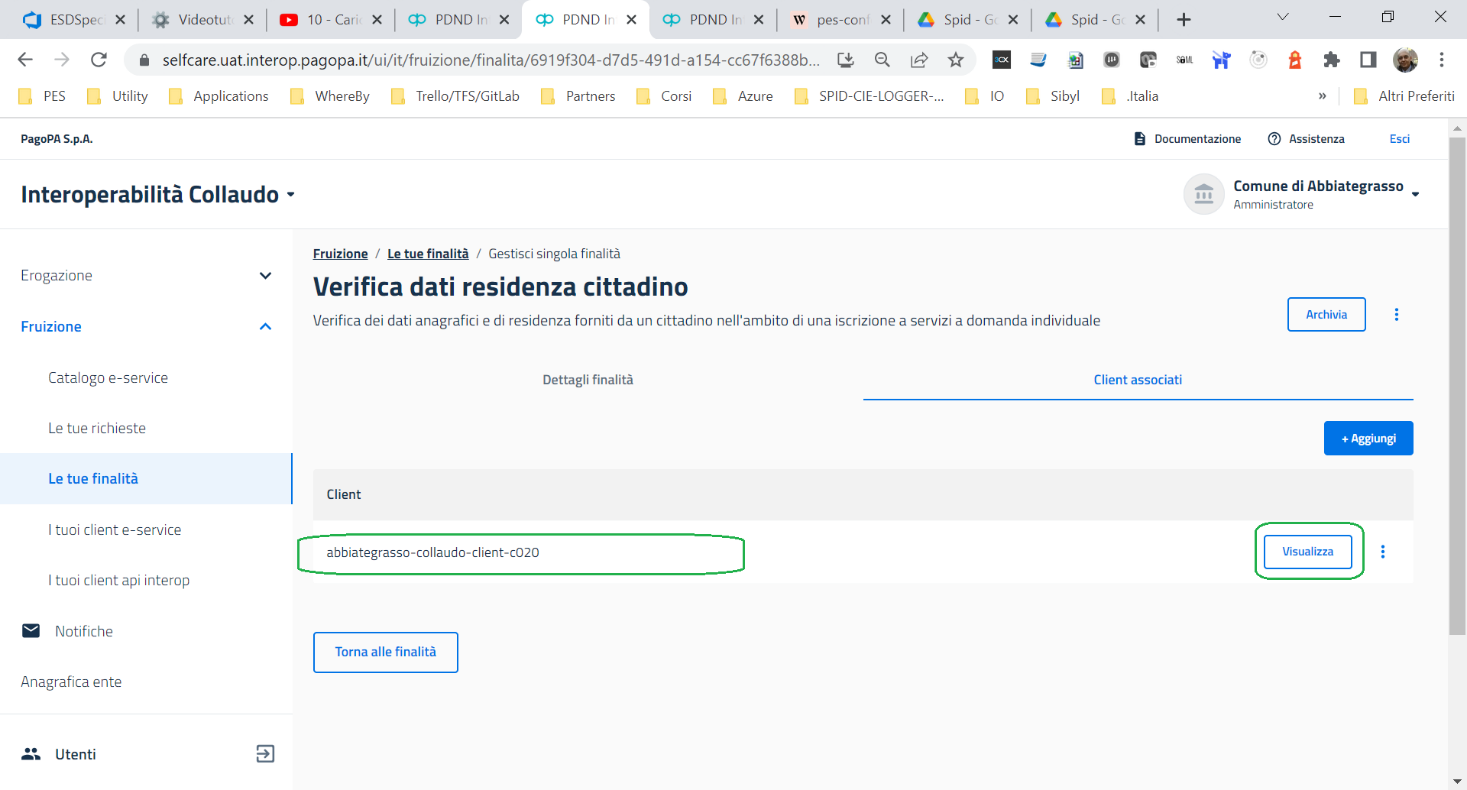 ESDSpeci
Videotuto
10 - Caric
PDND In
PDND In
PDND In
pes-conf
Spid - Go
Spid - Go
selfcare.uat.interop.pagopa.it/ui/it/fruizione/finalita/6919f304-d7d5-491d-a154-cc67f6388b...
PES
Utility
Applications
WhereBy
Trello/TFS/GitLab
Partners
Corsi
Azure
SPID-CIE-LOGGER-...
IO
Sibyl
.Italia
»
Altri Preferiti
PagoPA S.p.A.
Documentazione
Assistenza
Esci
Interoperabilità Collaudo
Comune di Abbiategrasso
Amministratore
Erogazione
Fruizione
Catalogo e-service
Le tue richieste
Le tue finalità
I tuoi client e-service
I tuoi client api interop
Notifiche
Anagrafica ente
Utenti
Fruizione / Le tue finalità / Gestisci singola finalità
Verifica dati residenza cittadino
Verifica dei dati anagrafici e di residenza forniti da un cittadino nell'ambito di una iscrizione a servizi a domanda individuale
Archivia
Dettagli finalità
Client associati
+ Aggiungi
Client
abbiategrasso-collaudo-client-c020
Visualizza
Torna alle finalità